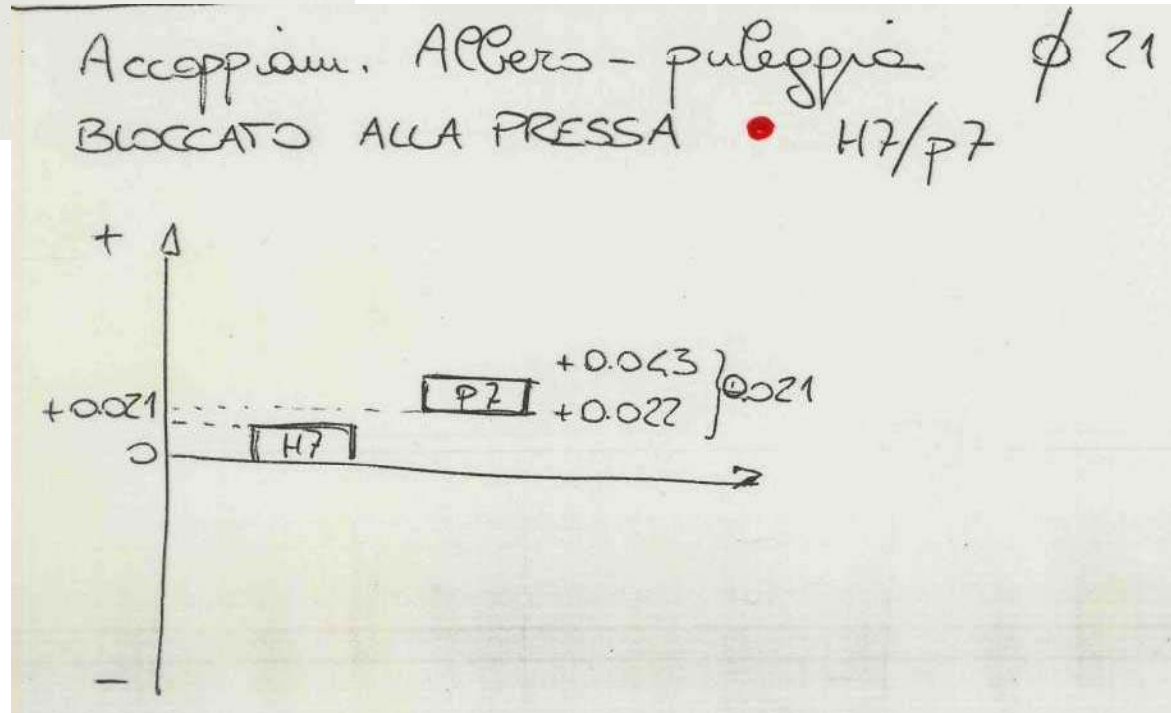 Accoppiam. Albero - puleggia ϕ 21
BLOCCATO ALLA PRESSA • H7/p7
+
+0.043
p7 +0.022 } 0.021
+0.021
H7
0
-